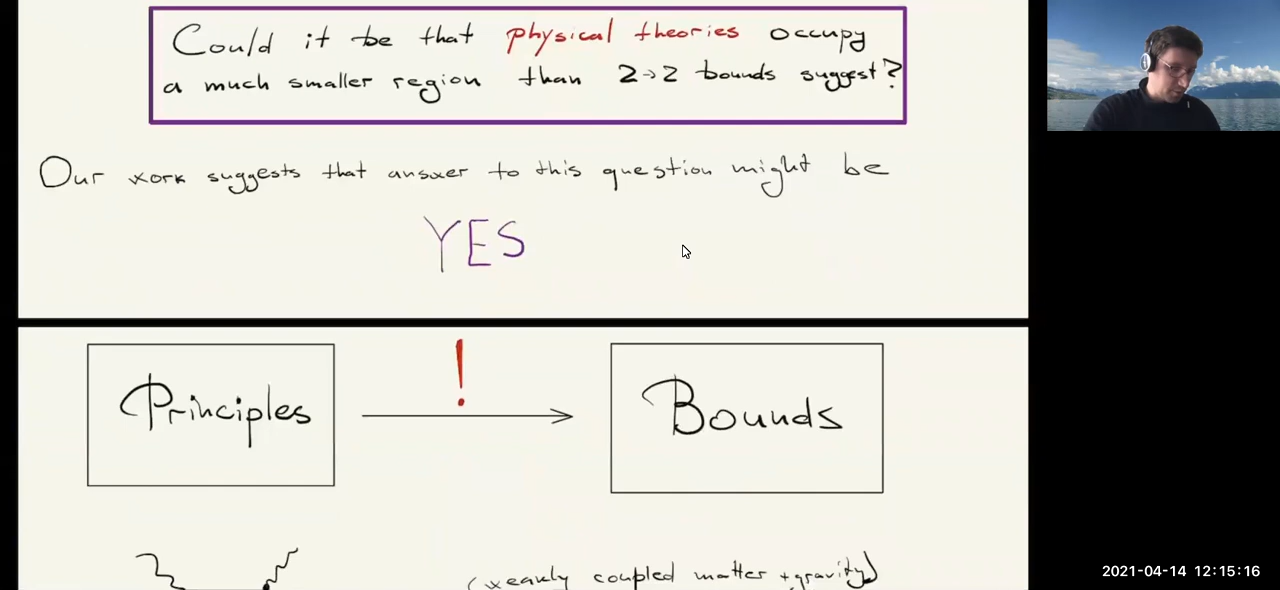 Could it be that physical theories occupy
a much smaller region than 2→2 bounds suggest?
Our work suggests that answer to this question might be
YES
!
Principles
Bounds
(weakly coupled matter + gravity)
2021-04-14 12:15:16